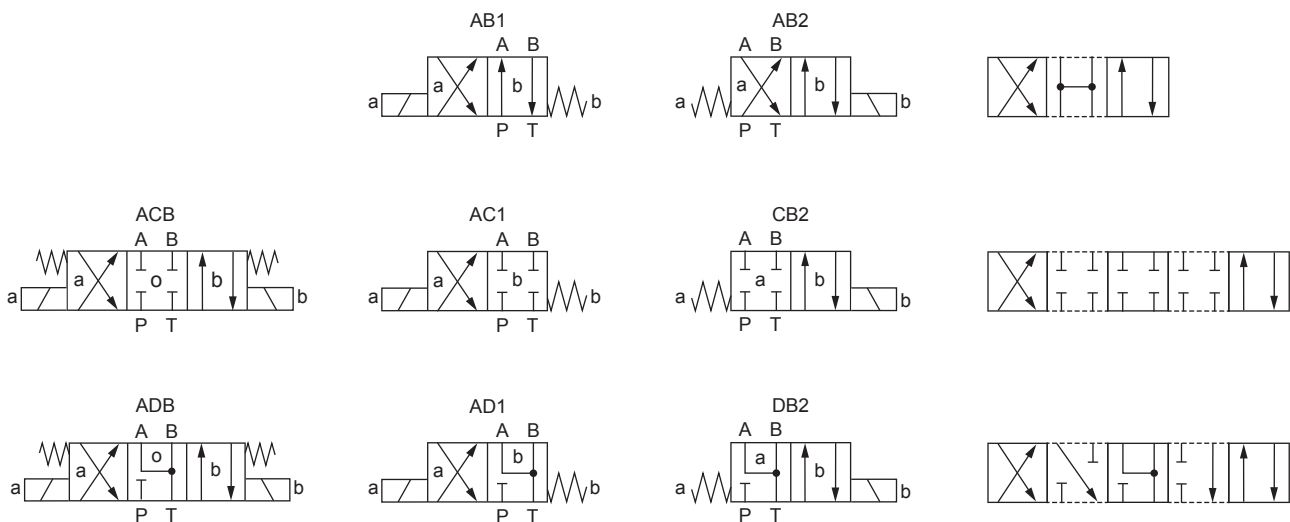 AB1 AB2
A B A B
a a b b a a b b
P T P T
ACB AC1 CB2
A B A B A B
a a o b b a a b b a a b b
P T P T P T
ADB AD1 DB2
A B A B A B
a a o b b a a b b a a b b
P T P T P T